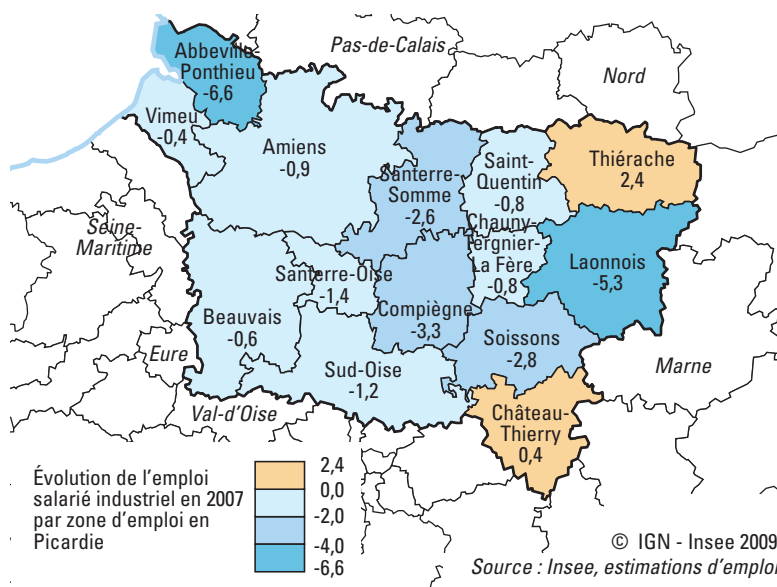 Pas-de-Calais
Nord
Abbeville-
Ponthieu
-6,6
Vimeu
-0,4
Amiens
-0,9
Santerre-
Somme
-2,6
Saint-
Quentin
-0,8
Thiérache
2,4
Seine-
Maritime
Chauny-
Tergnier-
La Fère
-0,8
Laonnois
-5,3
Santerre-Oise
-1,4
Compiègne
-3,3
Beauvais
-0,6
Soissons
-2,8
Eure
Sud-Oise
-1,2
Marne
Val-d'Oise
Château-
Thierry
0,4
Évolution de l'emploi
salarié industriel en 2007
par zone d'emploi en
Picardie
2,4
0,0
-2,0
-4,0
-6,6
© IGN - Insee 2009
Source : Insee, estimations d'emploi